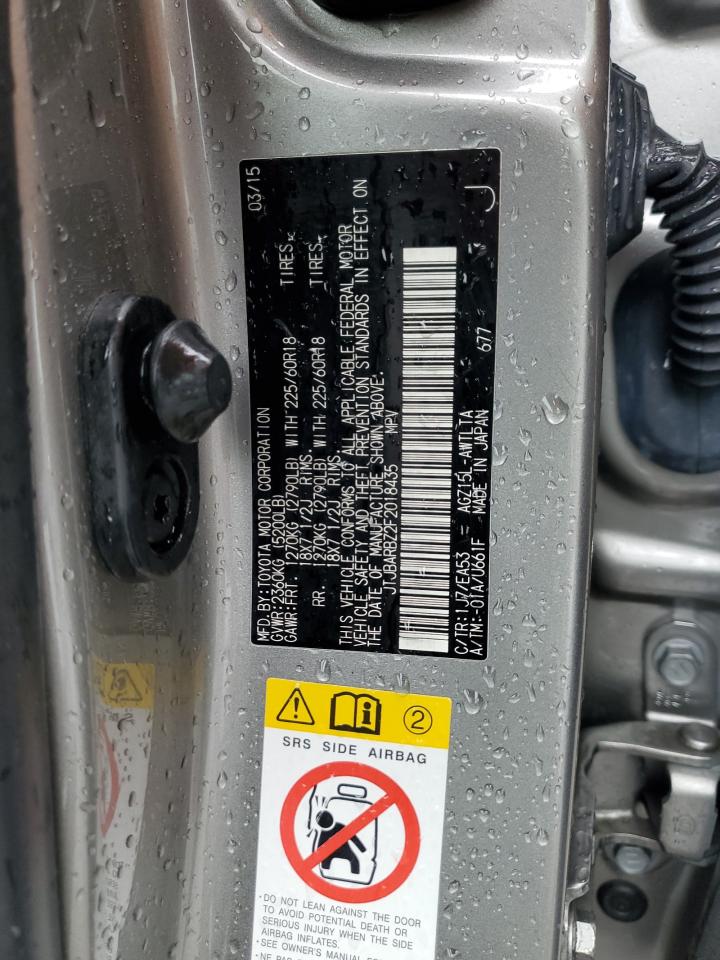 MFD.BY:TOYOTA MOTOR CORPORATION 03/15
GVWR:2360KG (5200LB)
GAWR:FRT. 1270KG (2790LB) WITH 225/60R18 TIRES,
18X7 1/2J RIMS
RR. 1270KG (2790LB) WITH 225/60R18 TIRES,
18X7 1/2J RIMS
THIS VEHICLE CONFORMS TO ALL APPLICABLE FEDERAL MOTOR
VEHICLE SAFETY AND THEFT PREVENTION STANDARDS IN EFFECT ON
THE DATE OF MANUFACTURE SHOWN ABOVE.
JTJBARBZ2F2018435 MPV
C/TR:1J7/EA53 AGZ15L-AWTLTA 677
A/TM:-01A/U661F MADE IN JAPAN J
2
SRS SIDE AIRBAG
·DO NOT LEAN AGAINST THE DOOR
TO AVOID POTENTIAL DEATH OR
SERIOUS INJURY WHEN THE SIDE
AIRBAG INFLATES.
·SEE OWNER'S MANUAL
·NE PAS